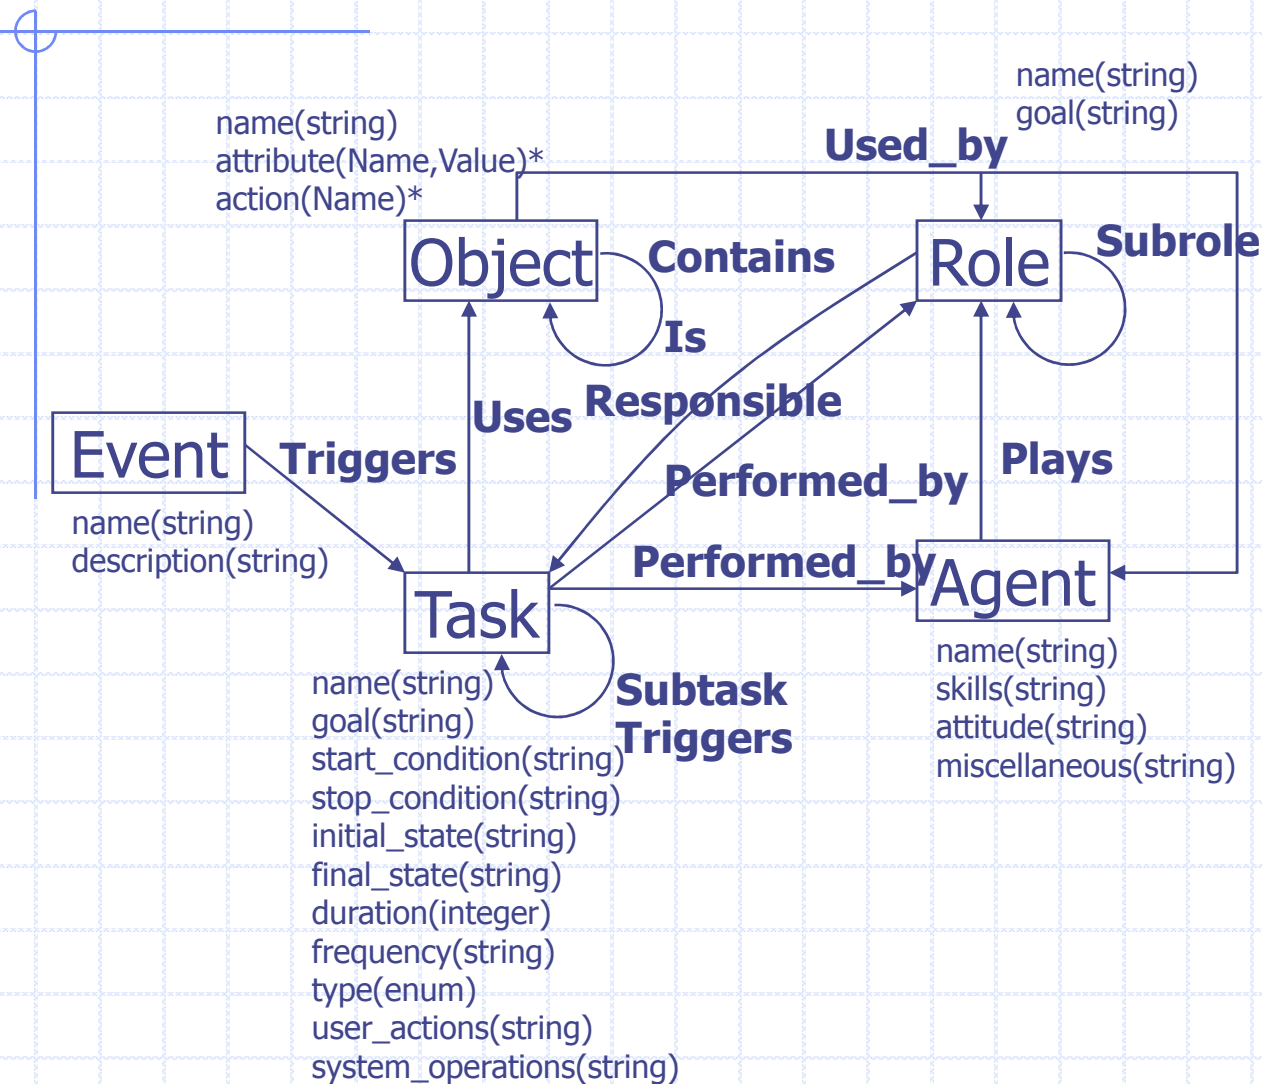 name(string)
goal(string)
name(string)
attribute(Name,Value)*
action(Name)*
Used_by
Object
Contains
Is
Role
Subrole
Uses
Responsible
Event
Triggers
Performed_by
Plays
name(string)
description(string)
Performed_by
Task
Agent
Subtask
Triggers
name(string)
goal(string)
start_condition(string)
stop_condition(string)
initial_state(string)
final_state(string)
duration(integer)
frequency(string)
type(enum)
user_actions(string)
system_operations(string)
name(string)
skills(string)
attitude(string)
miscellaneous(string)